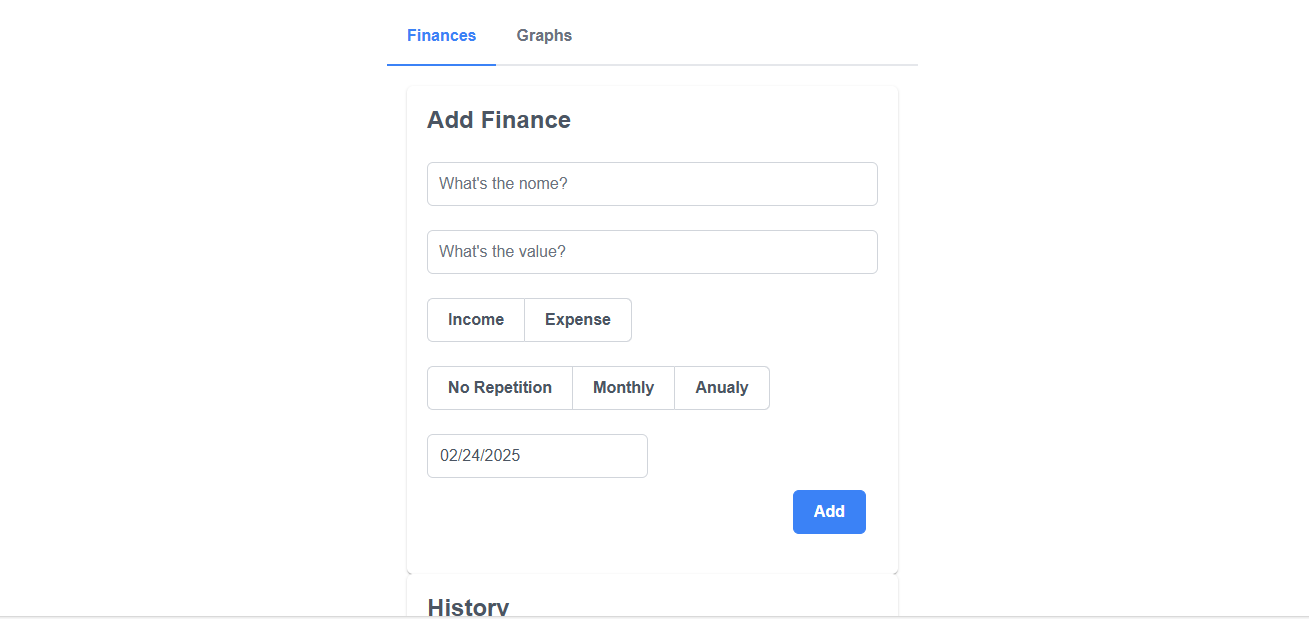 Finances Graphs
Add Finance
What's the nome?
What's the value?
Income Expense
No Repetition Monthly Anualy
02/24/2025
Add
History